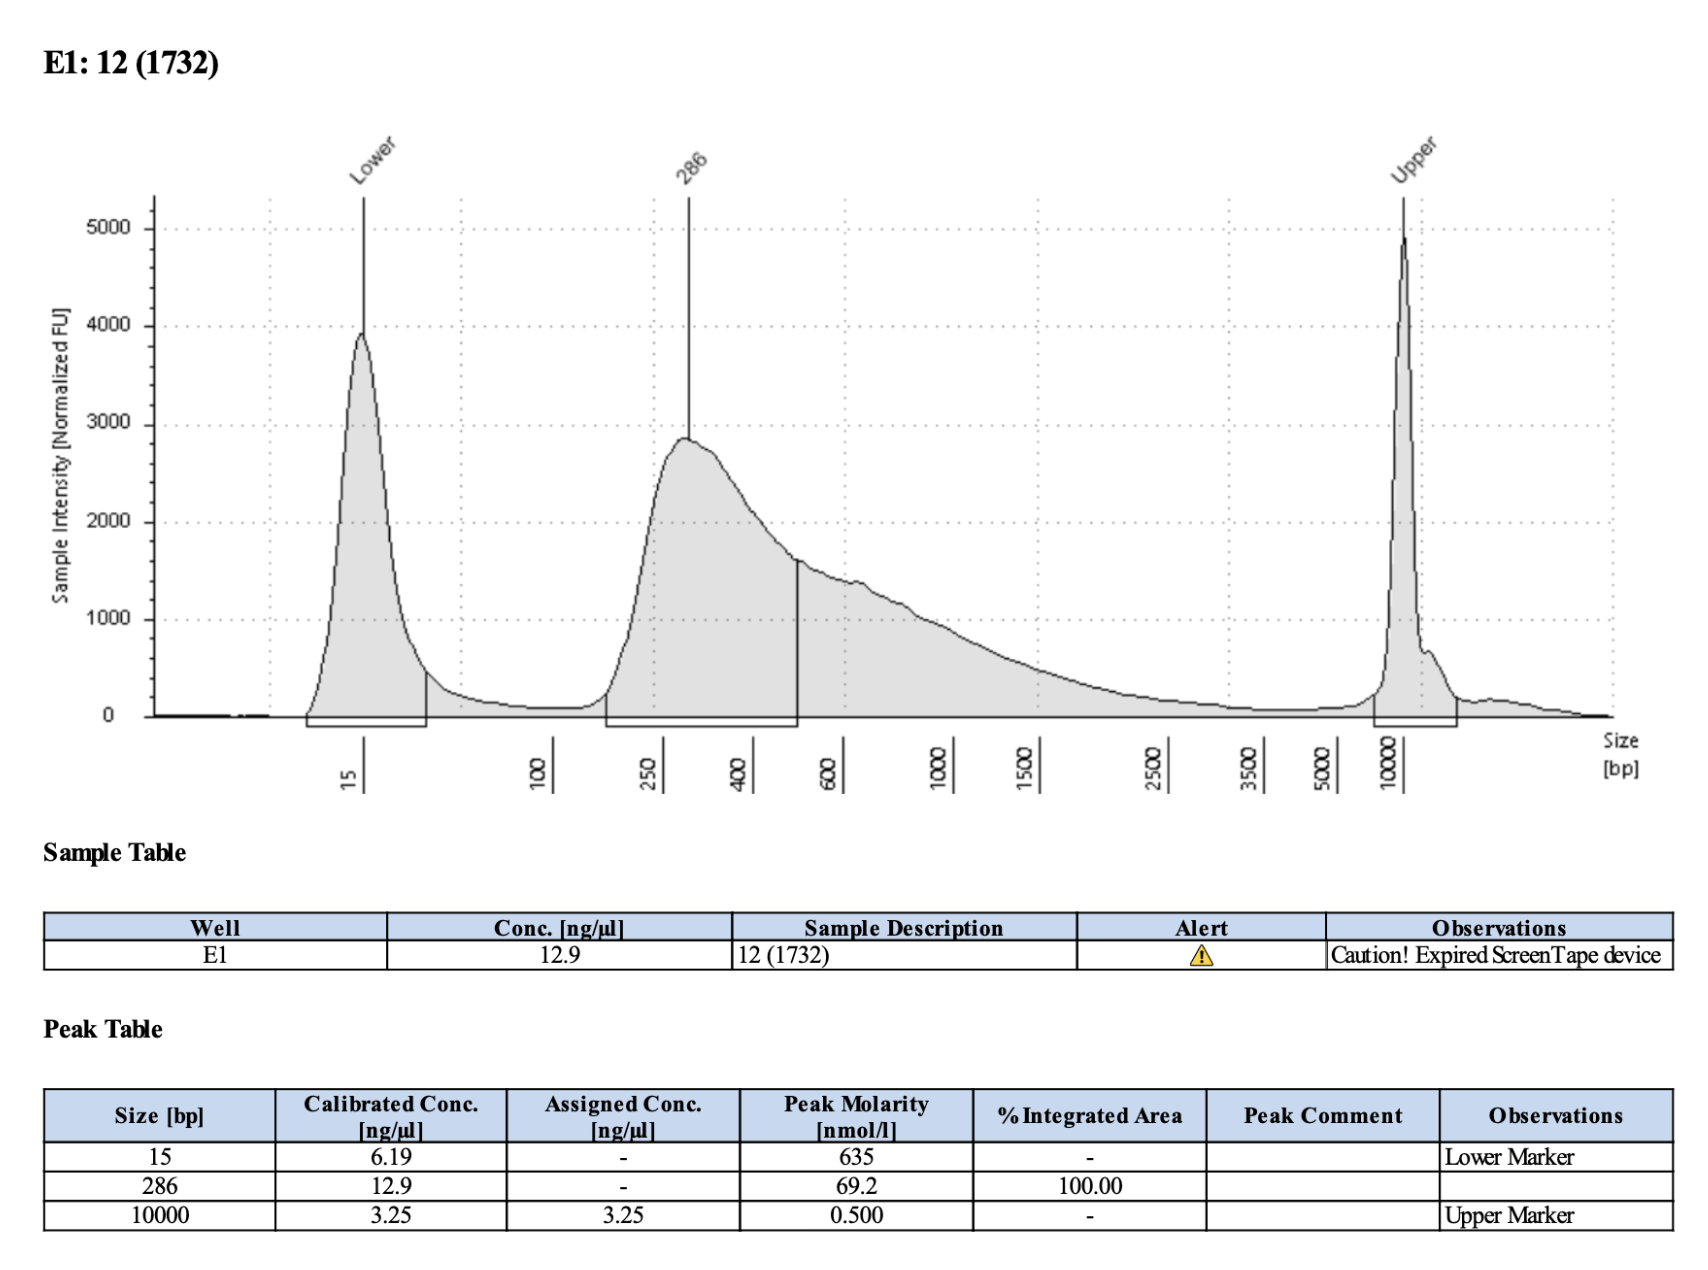 E1: 12 (1732)
Lower
286
Upper
Sample Intensity [Normalized FU]
5000
4000
3000
2000
1000
0
15
100
250
400
600
1000
1500
2500
3500
5000
10000
Size
[bp]
Sample Table
Well Conc. [ng/µl] Sample Description Alert Observations
E1 12.9 12 (1732) Caution! Expired ScreenTape device
Peak Table
Size [bp] Calibrated Conc. [ng/µl] Assigned Conc. [ng/µl] Peak Molarity [nmol/l] % Integrated Area Peak Comment Observations
15 6.19 - 635 - Lower Marker
286 12.9 - 69.2 100.00
10000 3.25 3.25 0.500 - Upper Marker